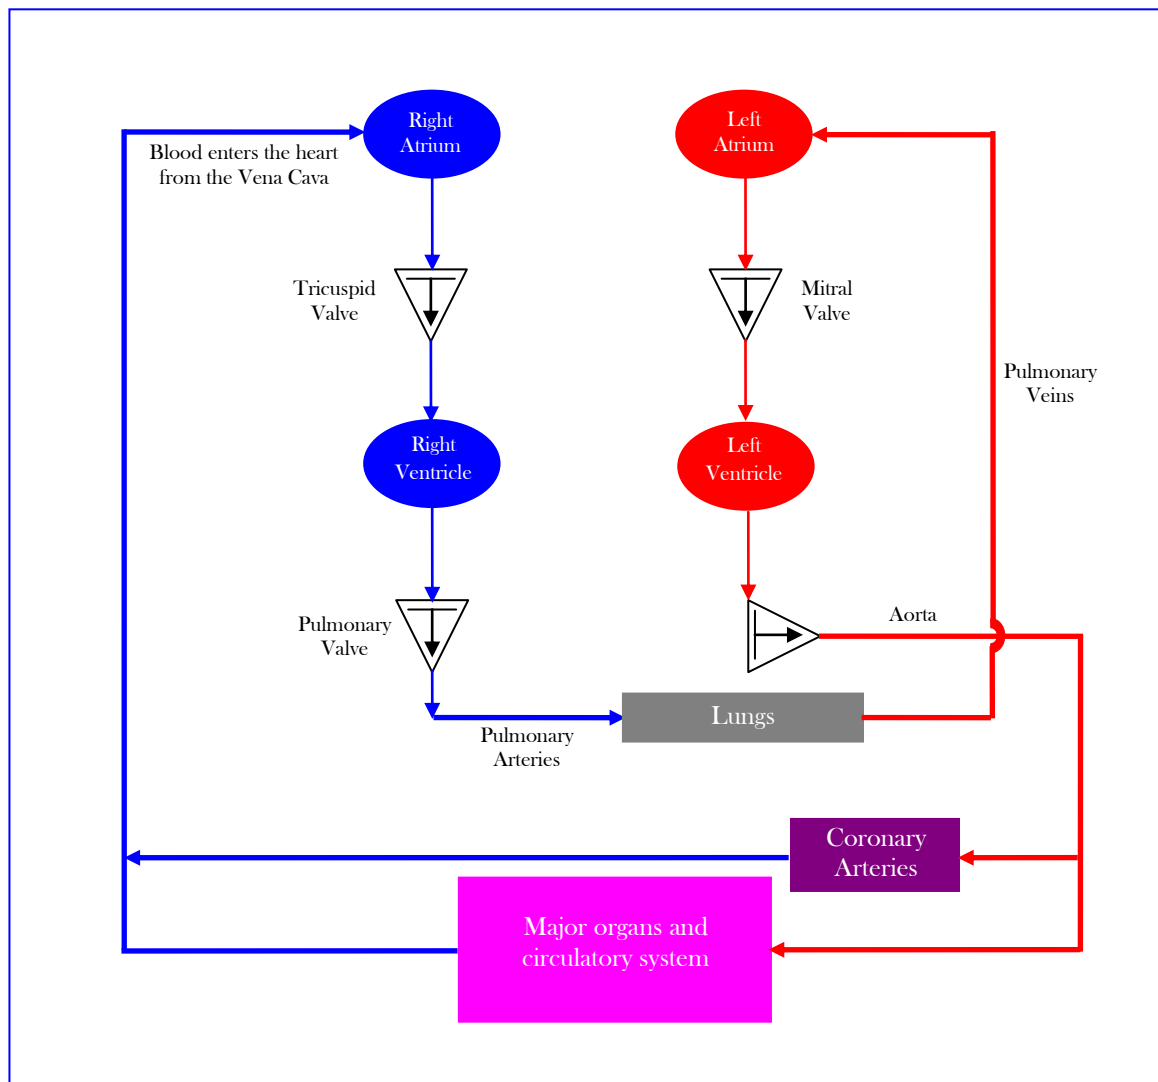 Right
Atrium
Left
Atrium
Blood enters the heart
from the Vena Cava
Tricuspid
Valve
Mitral
Valve
Pulmonary
Veins
Right
Ventricle
Left
Ventricle
Pulmonary
Valve
Aorta
Lungs
Pulmonary
Arteries
Coronary
Arteries
Major organs and
circulatory system